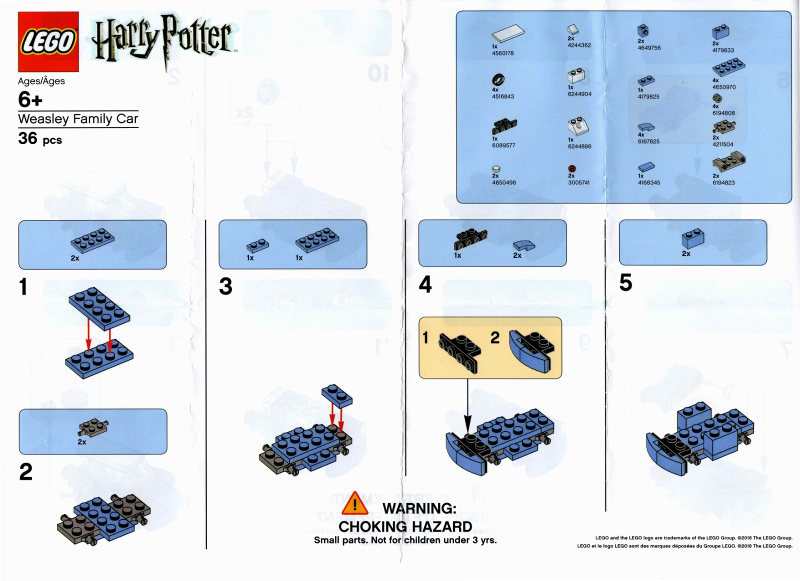 LEGO
Harry Potter
Ages/Âges
6+
Weasley Family Car
36 pcs
1x
4560178
2x
4244362
2x
4649756
2x
4179833
4x
4516843
1x
6244904
1x
4179825
4x
4650970
4x
6194808
1x
6089577
1x
6244886
4x
6167825
2x
4211504
2x
4650498
2x
3005741
1x
4168345
2x
6194823
2x
1
2x
2
1x 1x
3
1x 2x
4
1 2
2x
5
WARNING:
CHOKING HAZARD
Small parts. Not for children under 3 yrs.
LEGO and the LEGO logo are trademarks of the LEGO Group. ©2018 The LEGO Group.
LEGO et le logo LEGO sont des marques déposées du Groupe LEGO. ©2018 The LEGO Group.